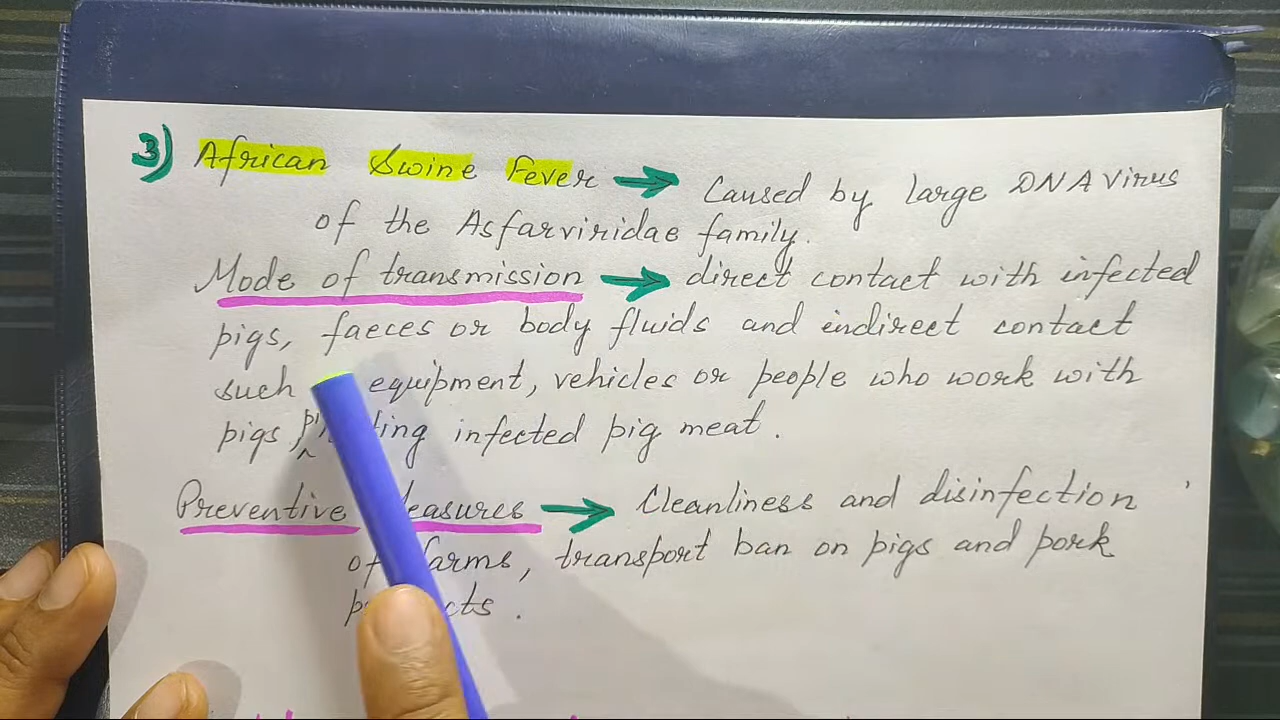 3) African Swine Fever → Caused by large DNA Virus
of the Asfarviridae family.
Mode of transmission → direct contact with infected
pigs, faeces or body fluids and indirect contact
such equipment, vehicles or people who work with
pigs, infected pig meat.
Preventive → Cleanliness and disinfection
of farms, transport ban on pigs and pork